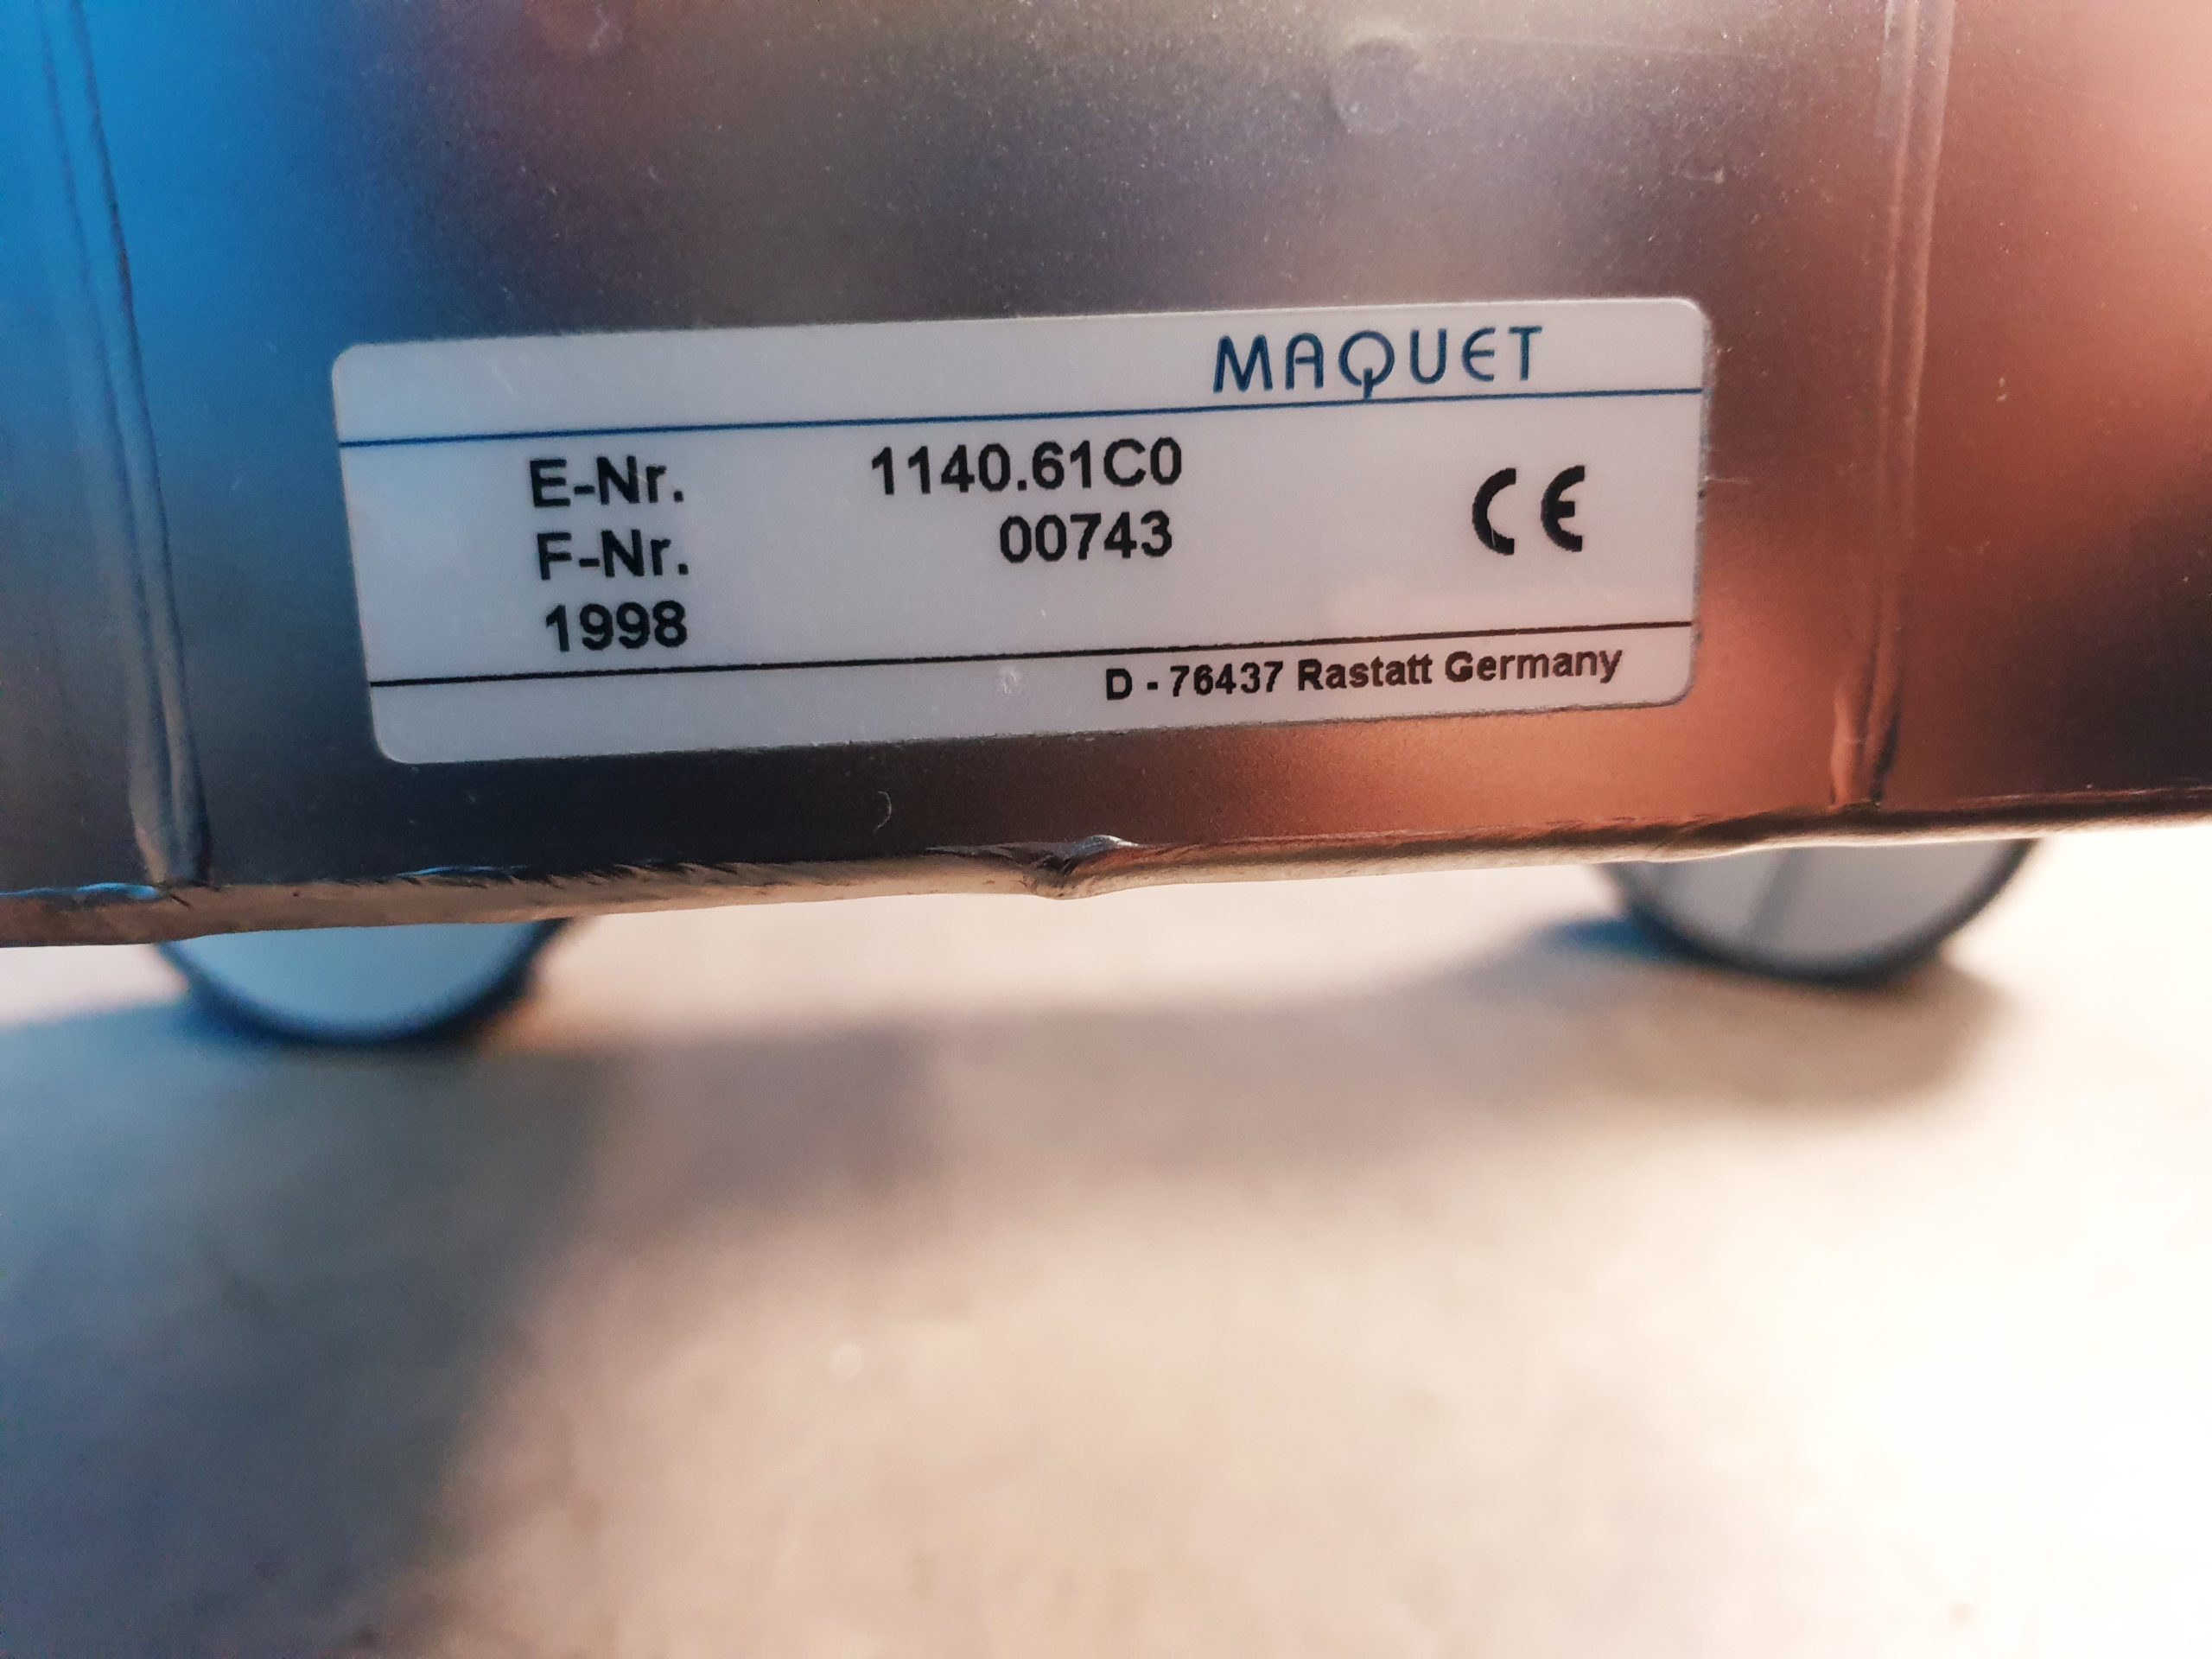 MAQUET
E-Nr. 1140.61C0
F-Nr. 00743
1998
CE
D - 76437 Rastatt Germany